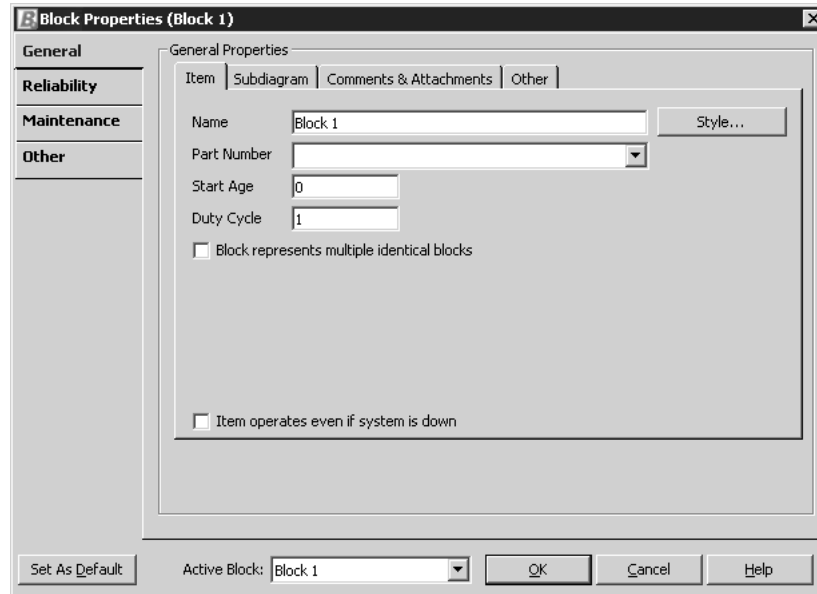 Block Properties (Block 1)
General
Reliability
Maintenance
Other
General Properties
Item Subdiagram Comments & Attachments Other
Name Block 1 Style...
Part Number
Start Age 0
Duty Cycle 1
Block represents multiple identical blocks
Item operates even if system is down
Set As Default Active Block: Block 1 OK Cancel Help